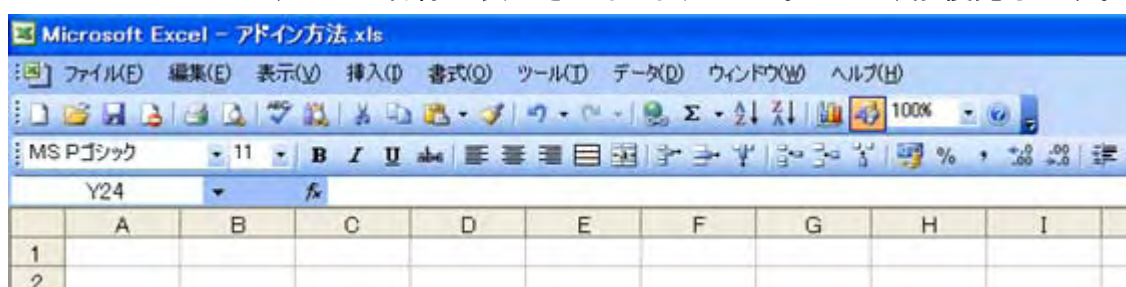 Microsoft Excel - アドイン方法.xls
ファイル(F) 編集(E) 表示(V) 挿入(I) 書式(O) ツール(T) データ(D) ウィンドウ(W) ヘルプ(H)
100%
MS Pゴシック 11 B I U abc %
Y24 fx
A B C D E F G H I
1
2